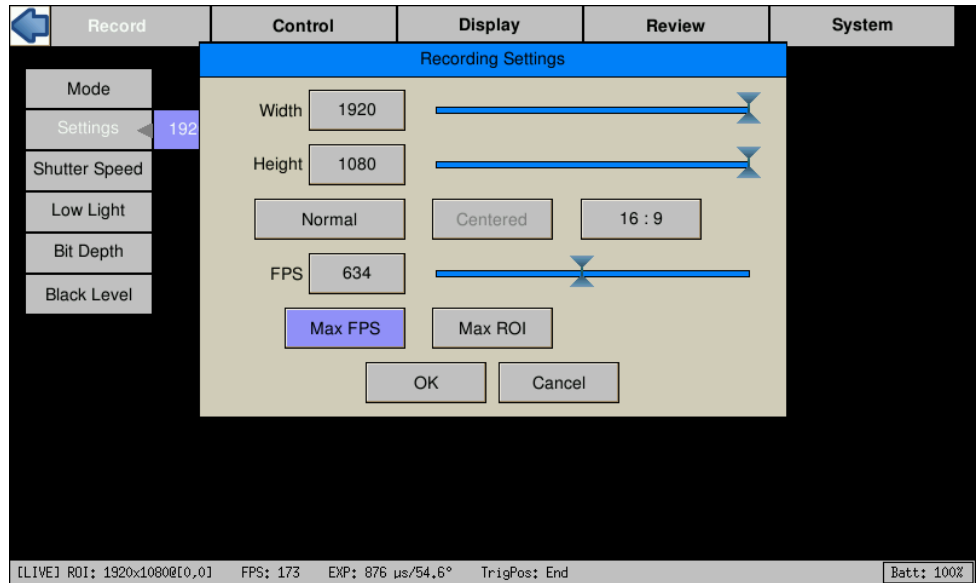 Record Control Display Review System
Recording Settings
Mode
Settings 192
Shutter Speed
Low Light
Bit Depth
Black Level
Width 1920
Height 1080
Normal Centered 16 : 9
FPS 634
Max FPS Max ROI
OK Cancel
[LIVE] ROI: 1920x1080@[0,0] FPS: 173 EXP: 876 µs/54.6° TrigPos: End Batt: 100%